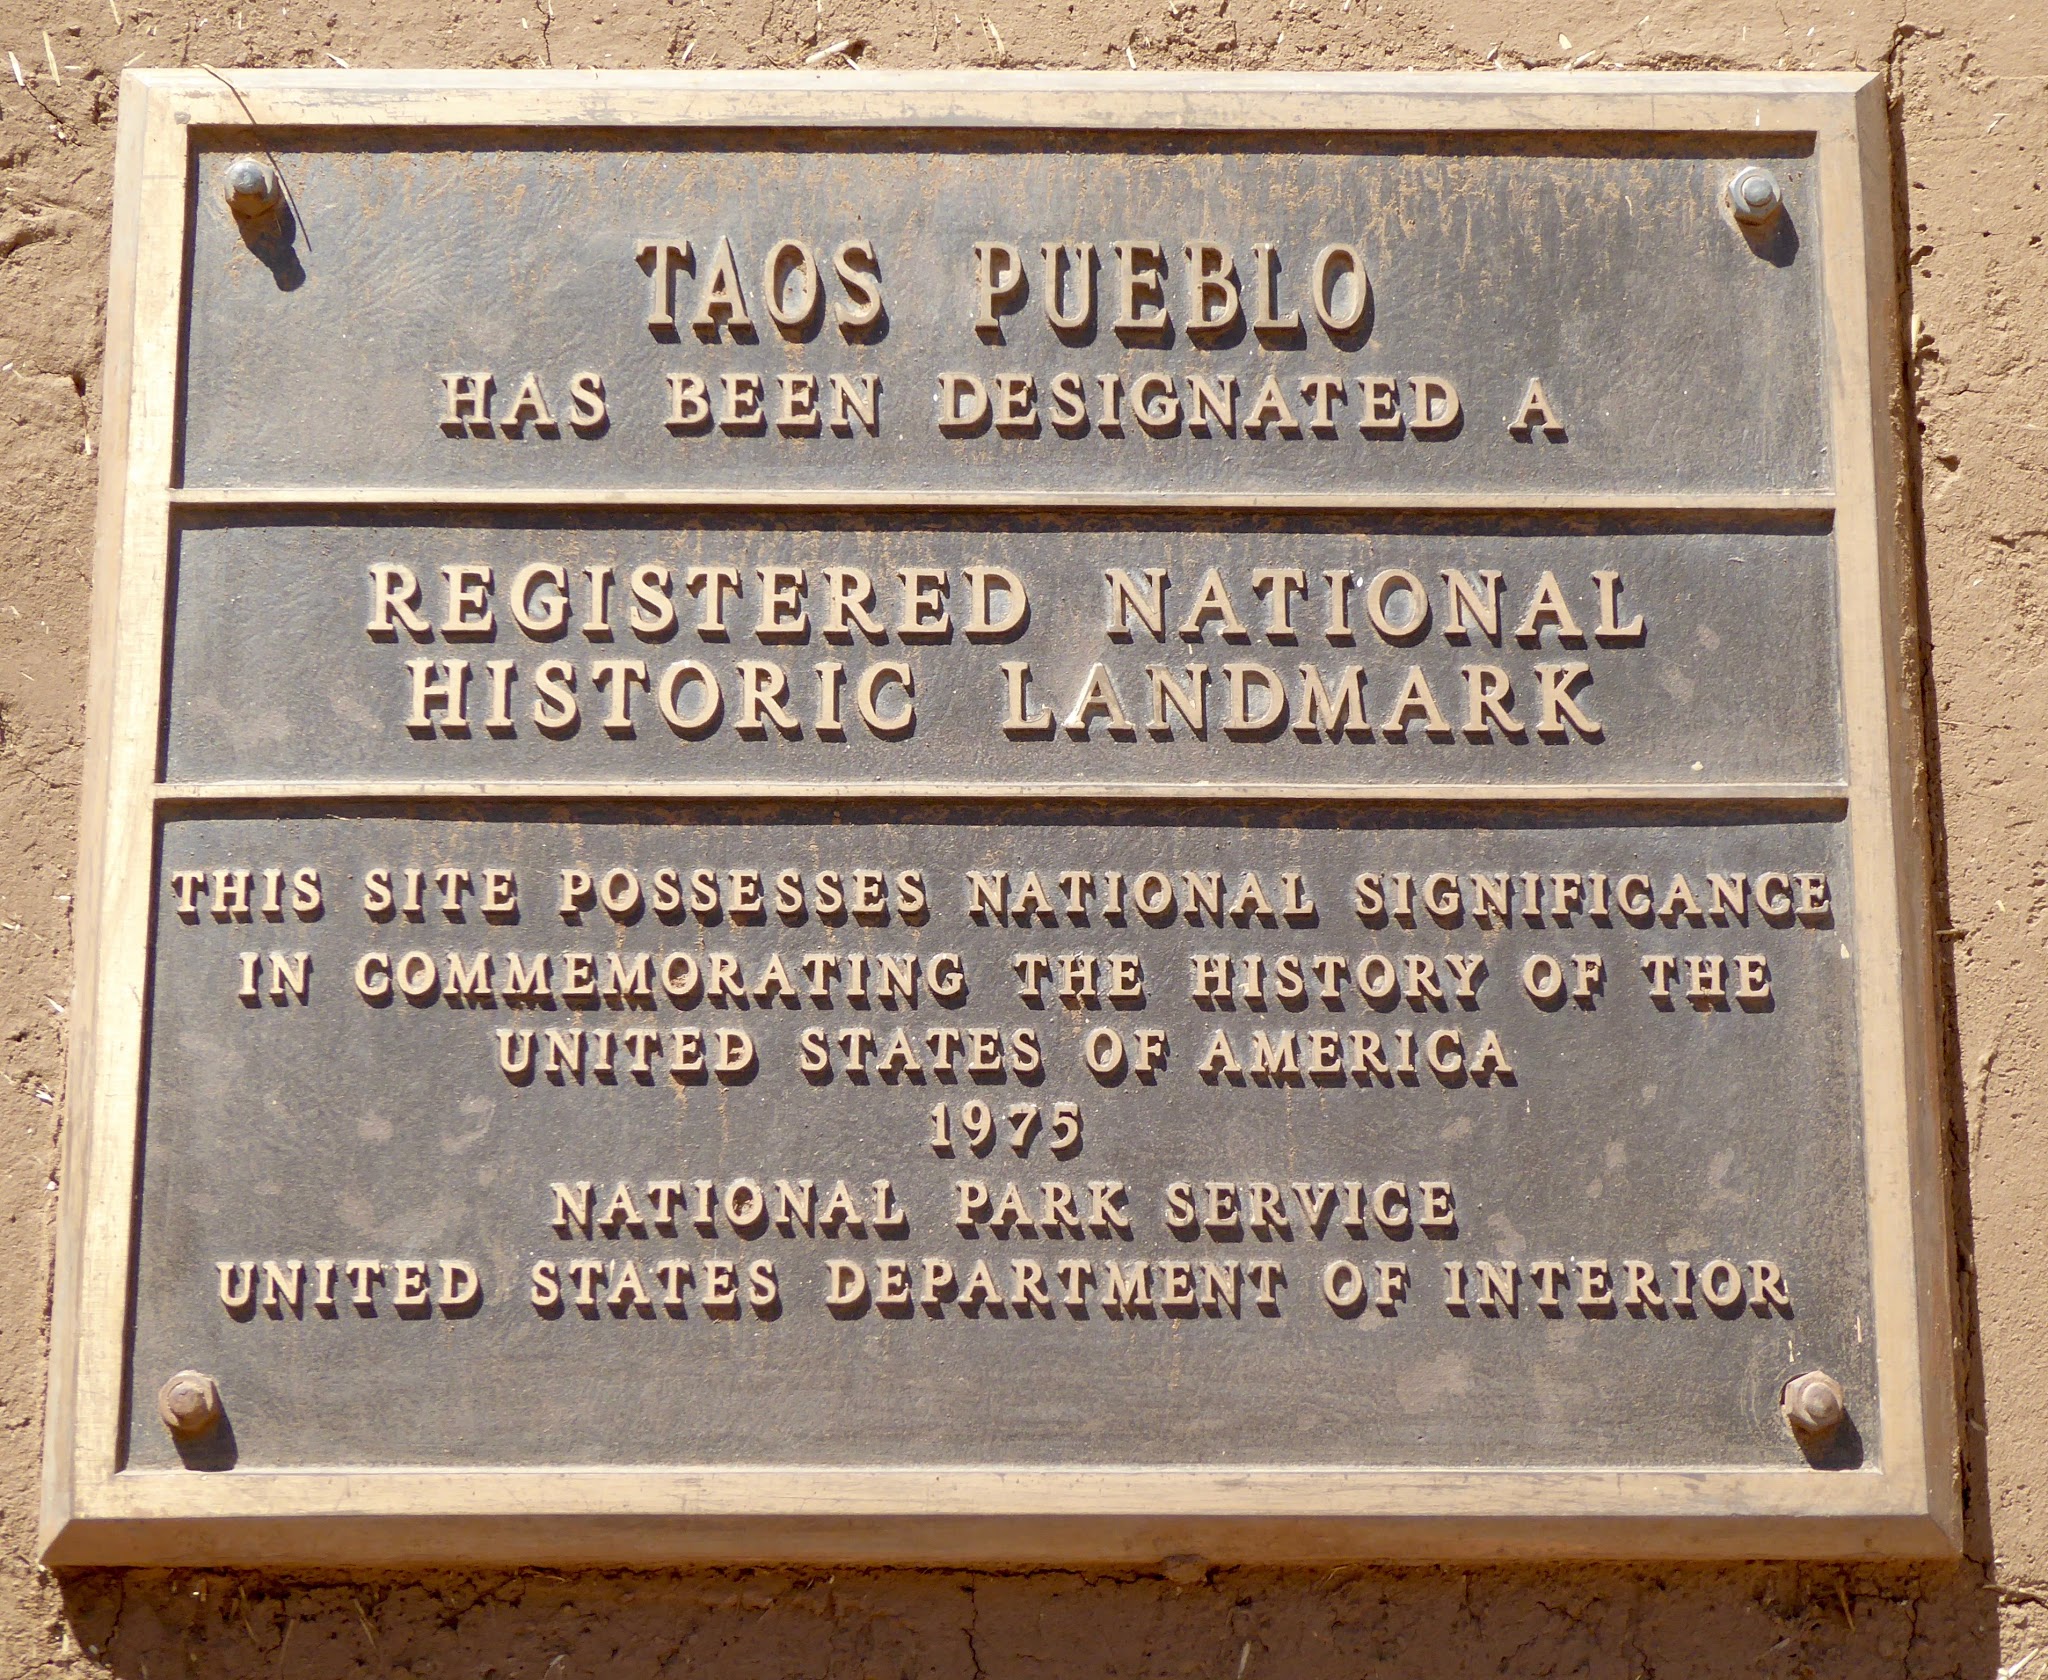 TAOS PUEBLO
HAS BEEN DESIGNATED A
REGISTERED NATIONAL
HISTORIC LANDMARK
THIS SITE POSSESSES NATIONAL SIGNIFICANCE
IN COMMEMORATING THE HISTORY OF THE
UNITED STATES OF AMERICA
1975
NATIONAL PARK SERVICE
UNITED STATES DEPARTMENT OF INTERIOR